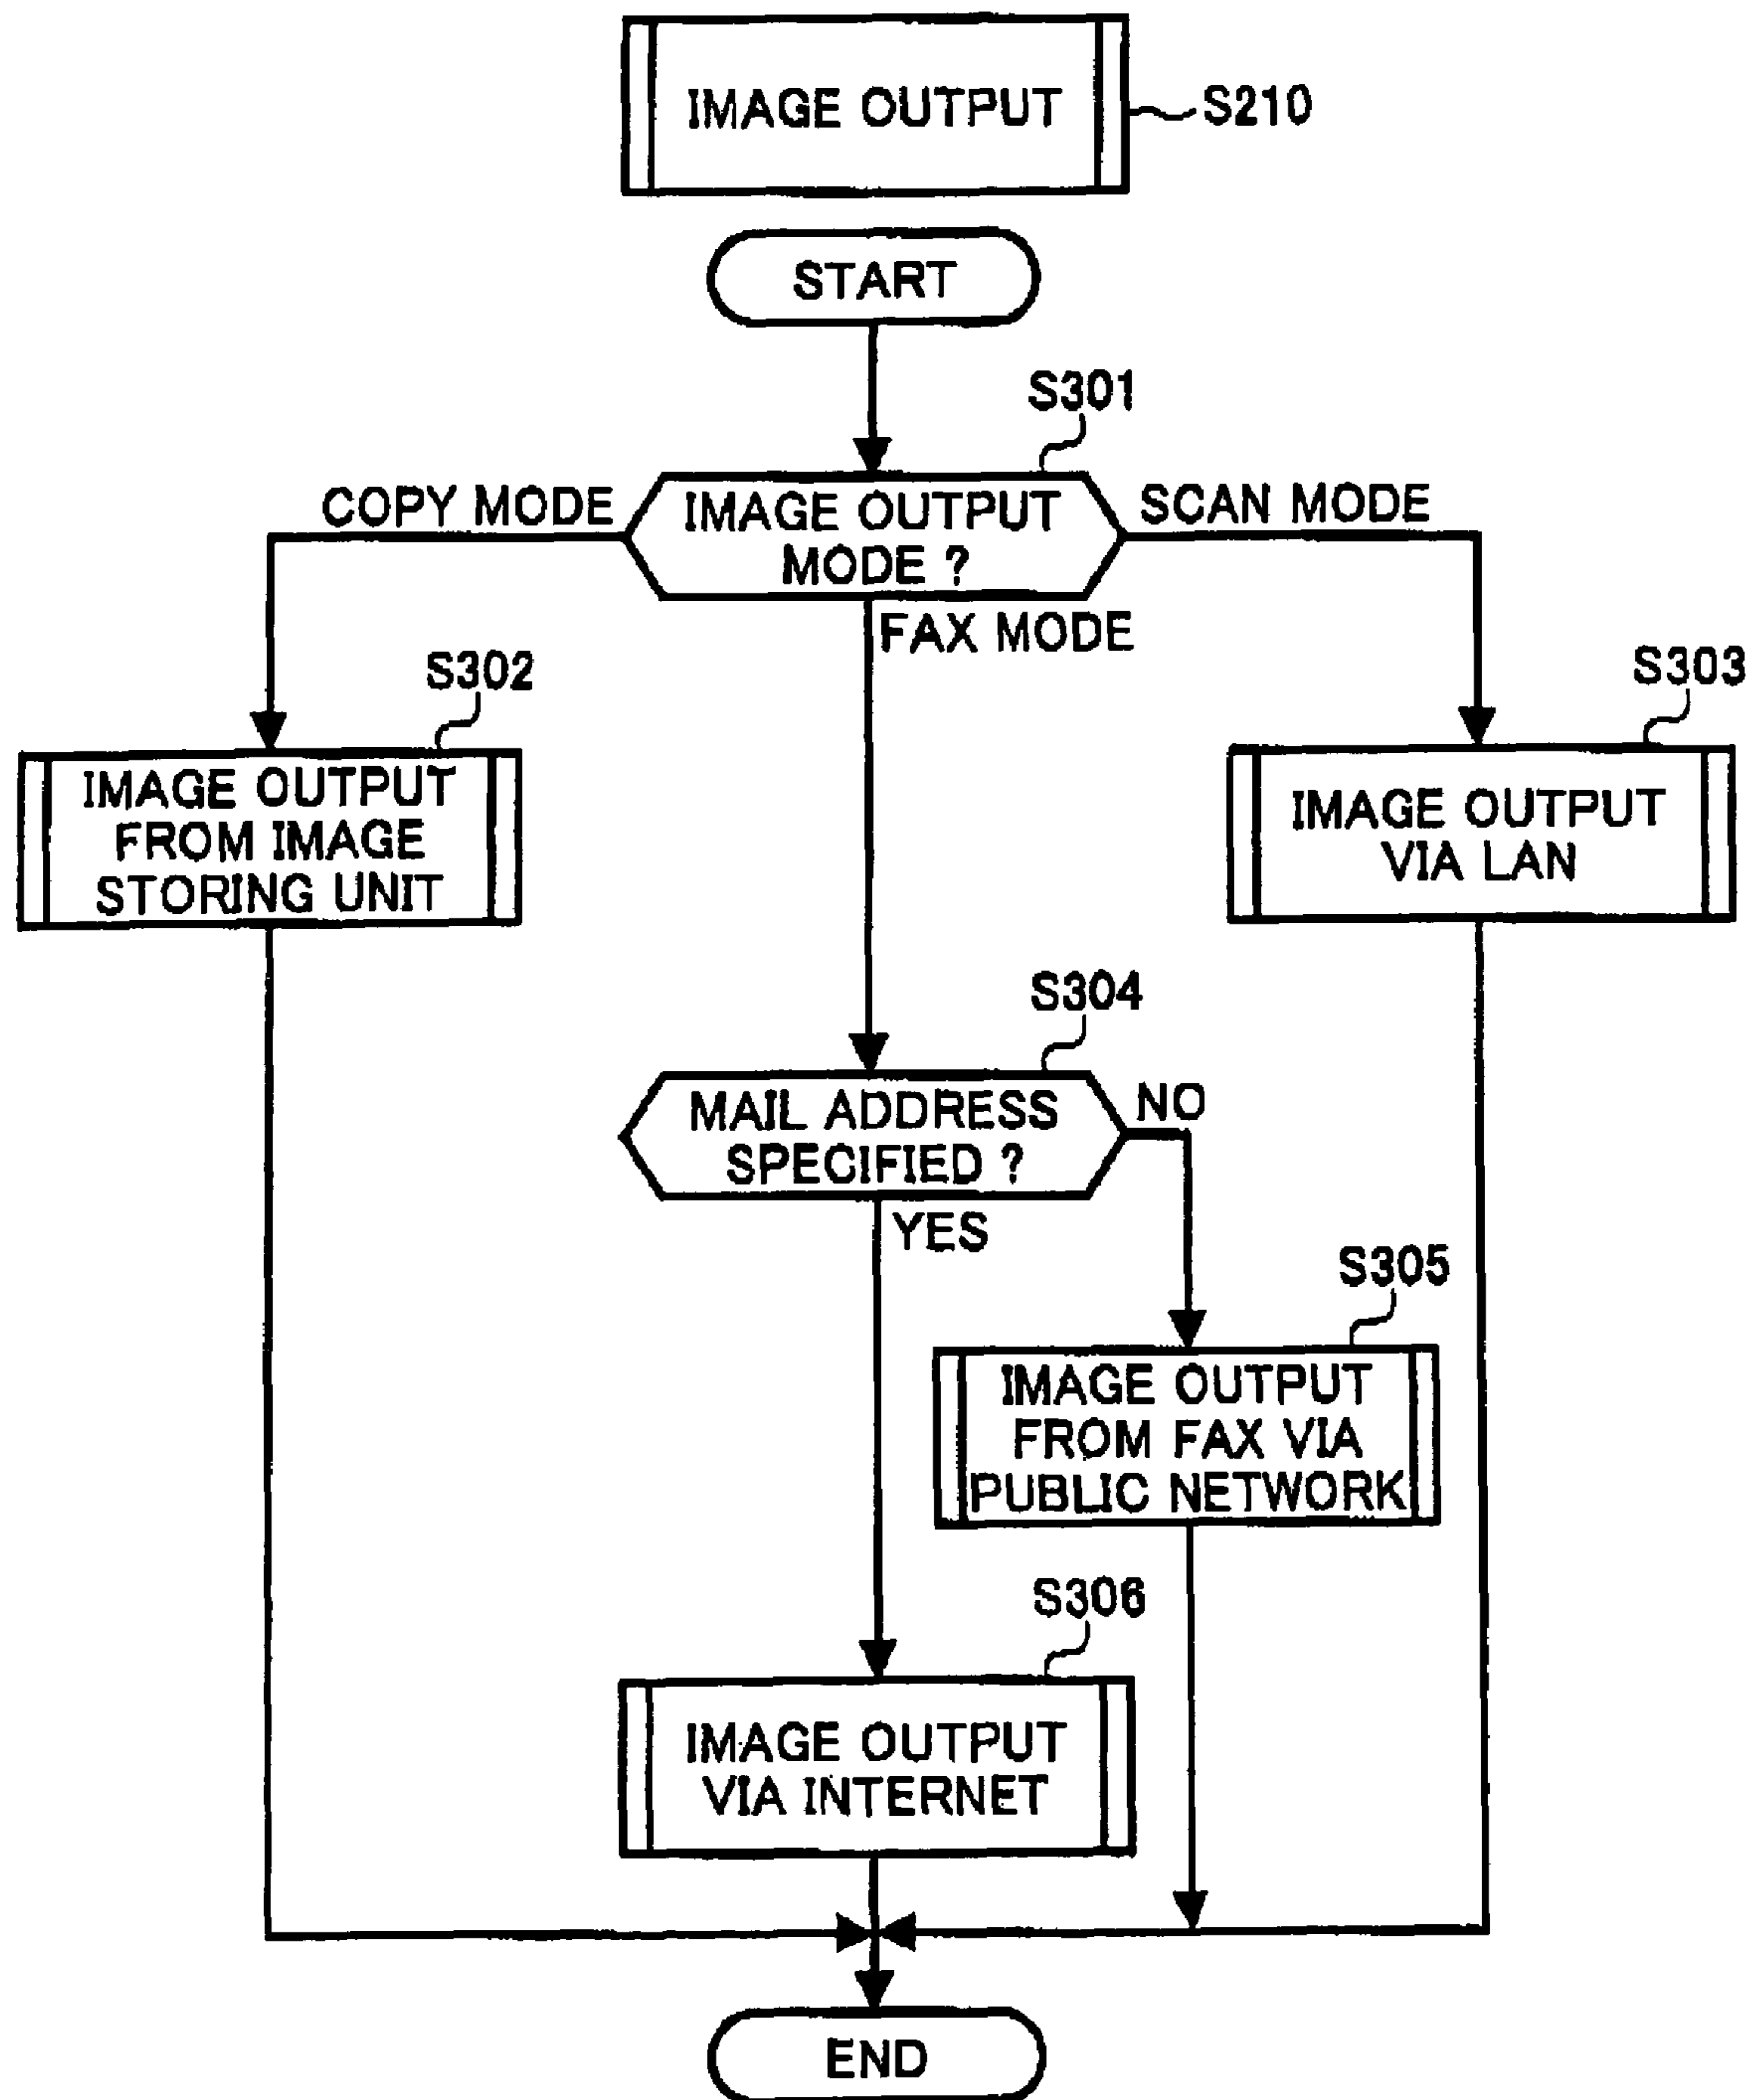 IMAGE OUTPUT
S210
START
S301
COPY MODE
IMAGE OUTPUT
MODE ?
SCAN MODE
FAX MODE
S302
IMAGE OUTPUT
FROM IMAGE
STORING UNIT
S303
IMAGE OUTPUT
VIA LAN
S304
MAIL ADDRESS
SPECIFIED ?
NO
YES
S305
IMAGE OUTPUT
FROM FAX VIA
PUBLIC NETWORK
S306
IMAGE OUTPUT
VIA INTERNET
END